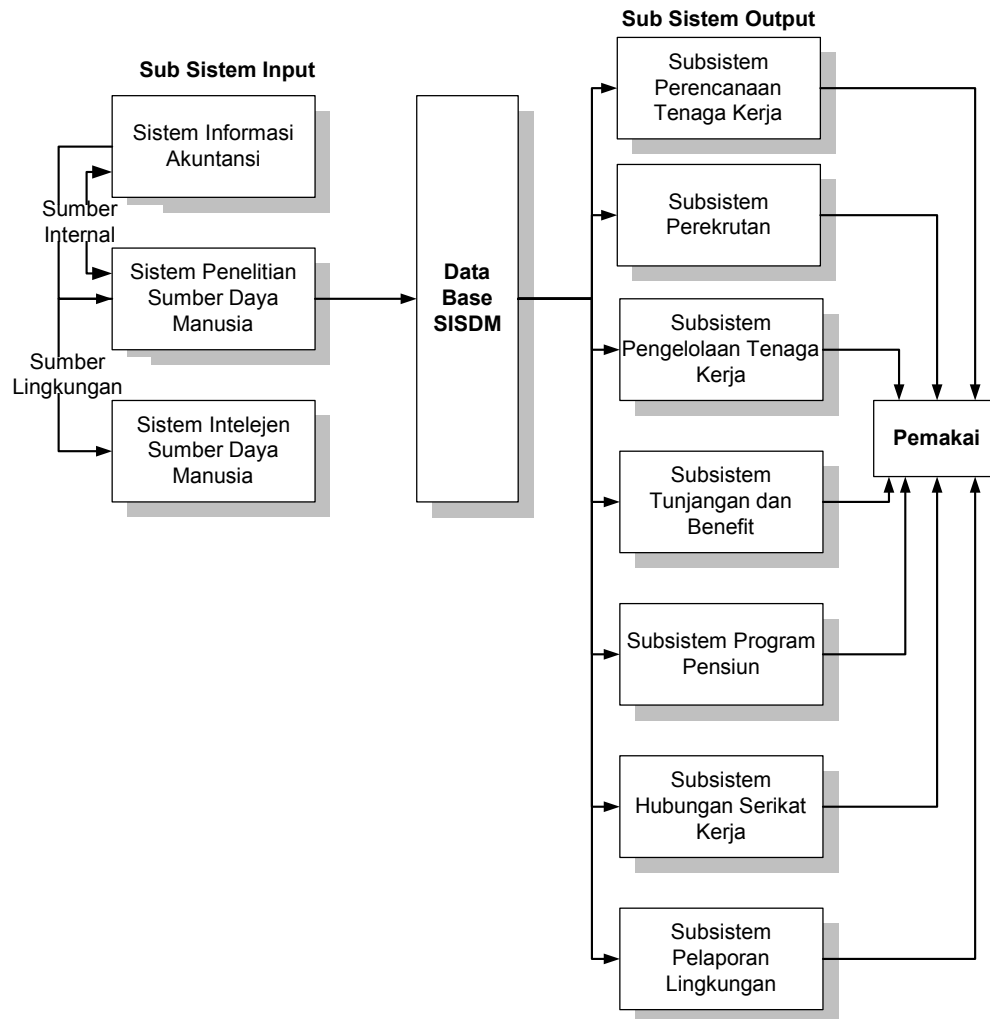 Sub Sistem Input
Sistem Informasi
Akuntansi
Sumber
Internal
Sistem Penelitian
Sumber Daya
Manusia
Sumber
Lingkungan
Sistem Intelejen
Sumber Daya
Manusia
Data
Base
SISDM
Sub Sistem Output
Subsistem
Perencanaan
Tenaga Kerja
Subsistem
Perekrutan
Subsistem
Pengelolaan Tenaga
Kerja
Subsistem
Tunjangan dan
Benefit
Subsistem Program
Pensiun
Subsistem
Hubungan Serikat
Kerja
Subsistem
Pelaporan
Lingkungan
Pemakai